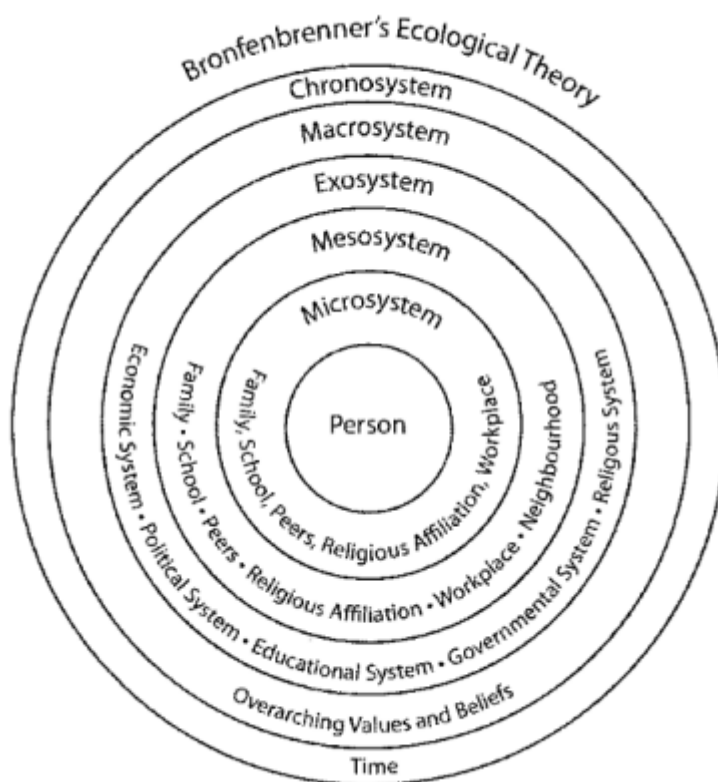 Bronfenbrenner's Ecological Theory
Chronosystem
Macrosystem
Exosystem
Mesosystem
Microsystem
Person
Family, School, Peers, Religious Affiliation, Workplace
Family • School • Peers • Religious Affiliation • Workplace • Neighbourhood
Economic System • Political System • Educational System • Governmental System • Religous System
Overarching Values and Beliefs
Time